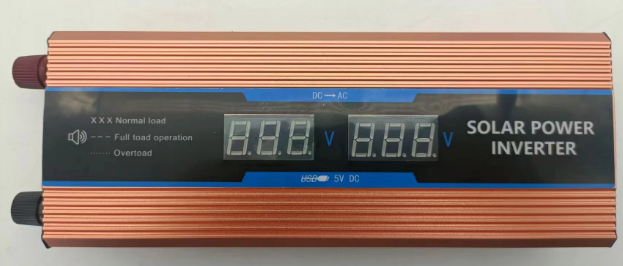 DC→AC
XXX Normal load
--- Full load operation
...... Overload
8.8.8. V
8.8.8. V
SOLAR POWER
INVERTER
USB 5V DC